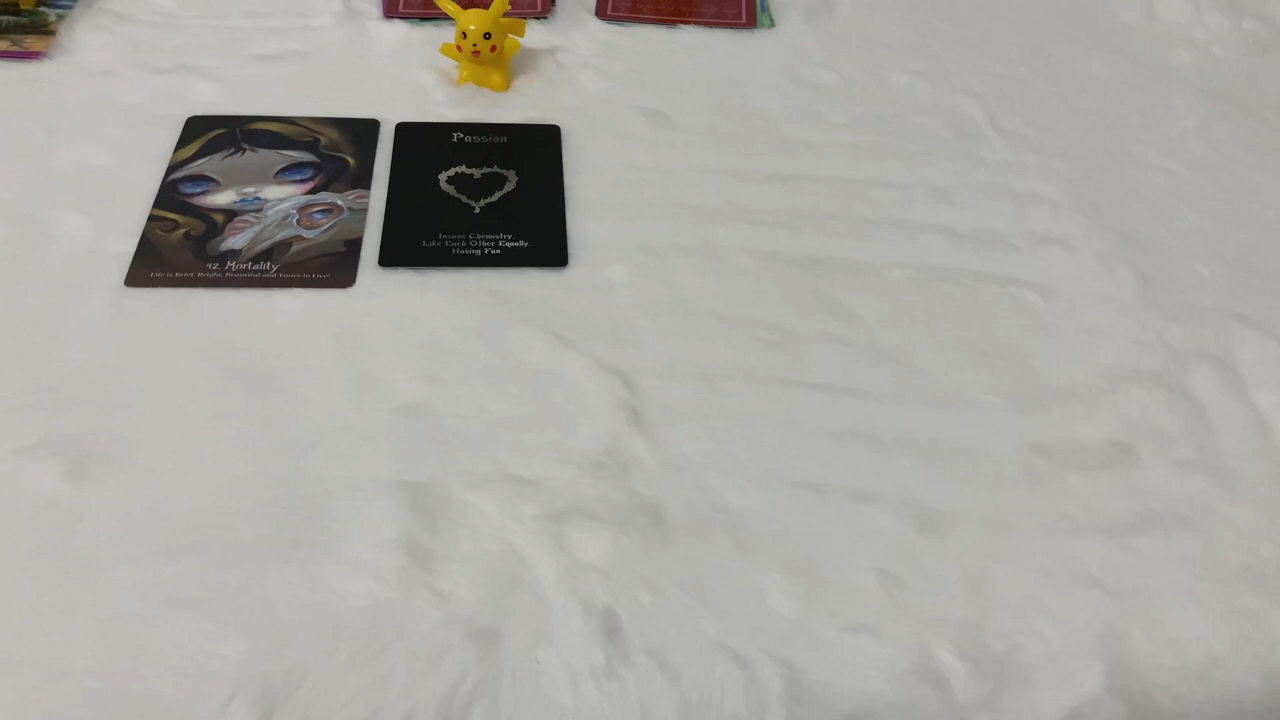 42 Mortality
Life is Brief, Bright, Beautiful and Yours to Live!
Passion
Insane Chemistry,
Like Each Other Equally,
Having Fun